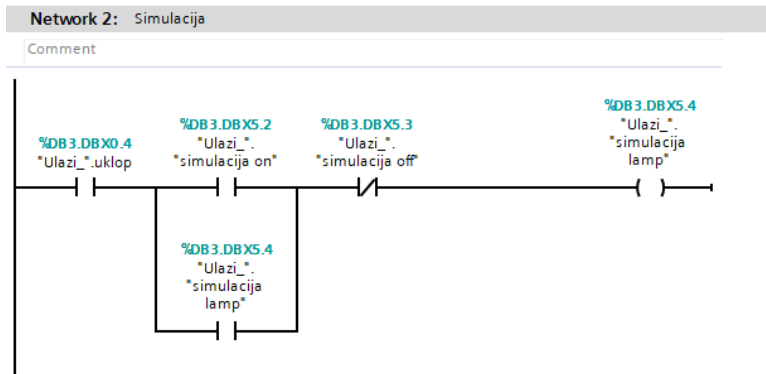 Network 2: Simulacija
Comment
%DB3.DBX0.4
"Ulazi_".uklop
%DB3.DBX5.2
"Ulazi_".
"simulacija on"
%DB3.DBX5.3
"Ulazi_".
"simulacija off"
%DB3.DBX5.4
"Ulazi_".
"simulacija
lamp"
%DB3.DBX5.4
"Ulazi_".
"simulacija
lamp"